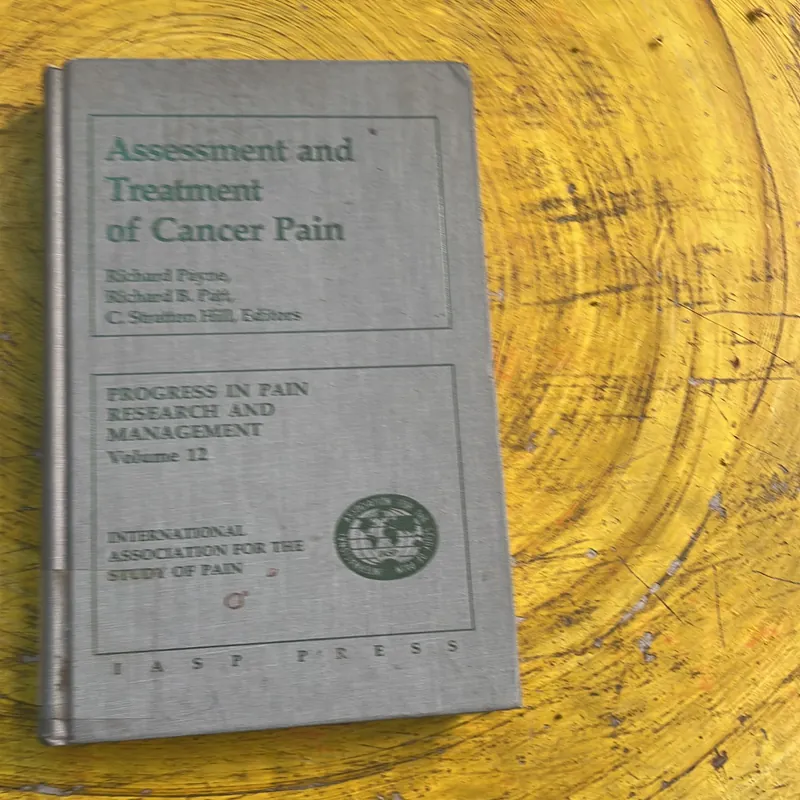 Assessment and
Treatment
of Cancer Pain
Richard Payne,
Richard B. Patt,
C. Stratton Hill, Editors
PROGRESS IN PAIN
RESEARCH AND
MANAGEMENT
Volume 12
INTERNATIONAL
ASSOCIATION FOR THE
STUDY OF PAIN
IASP PRESS